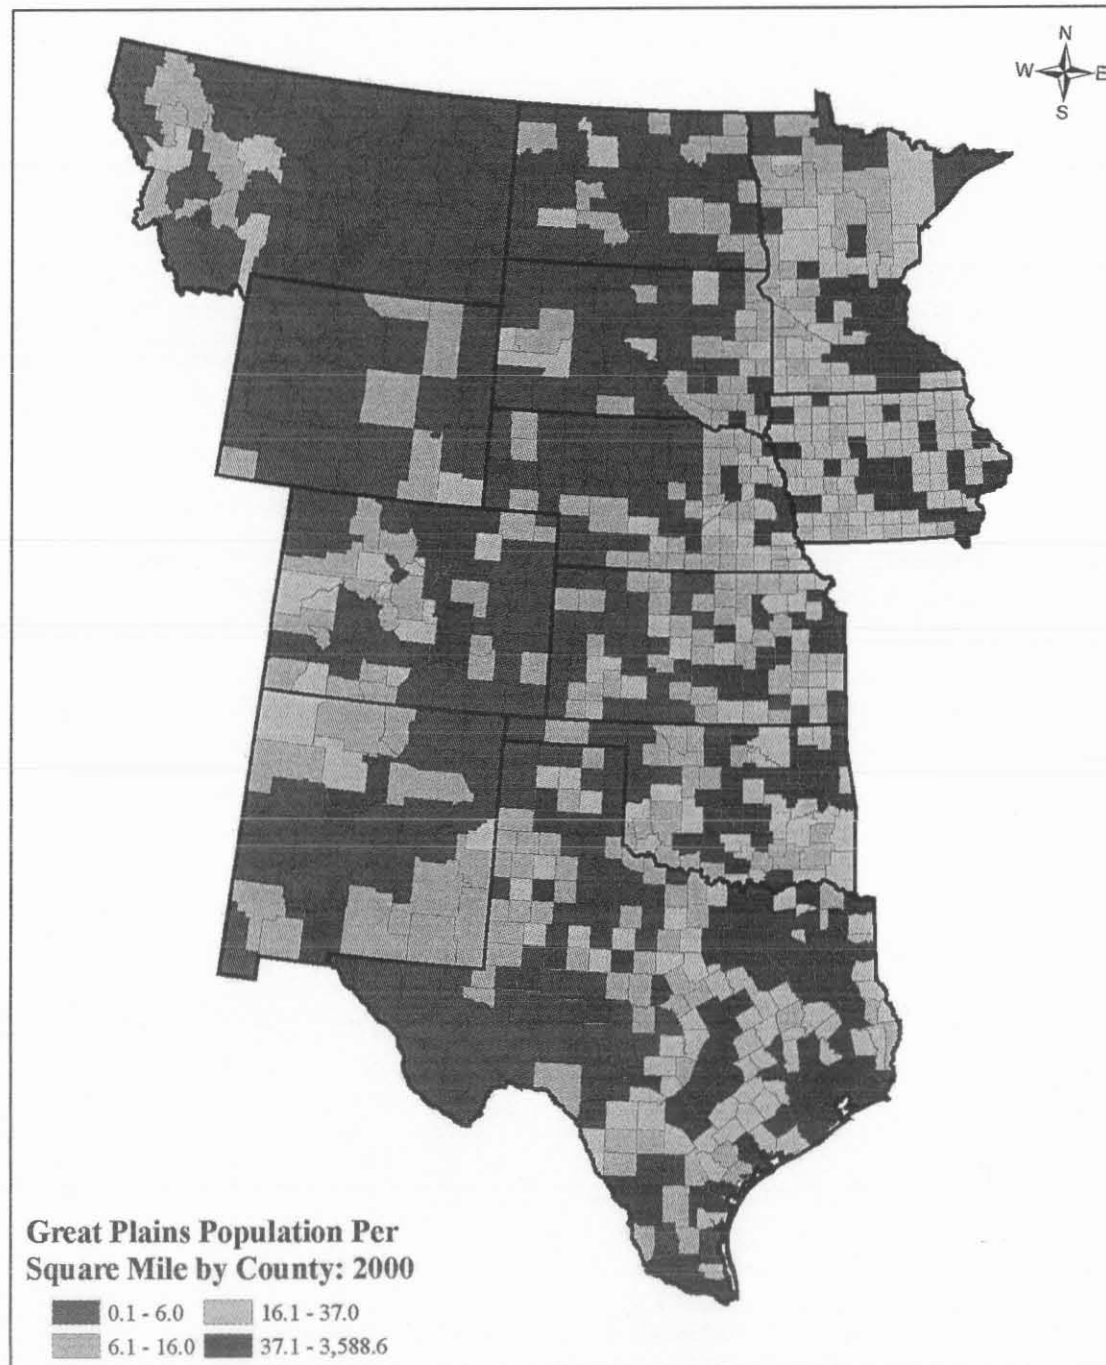 N
W E
S
Great Plains Population Per
Square Mile by County: 2000
0.1 - 6.0 16.1 - 37.0
6.1 - 16.0 37.1 - 3,588.6